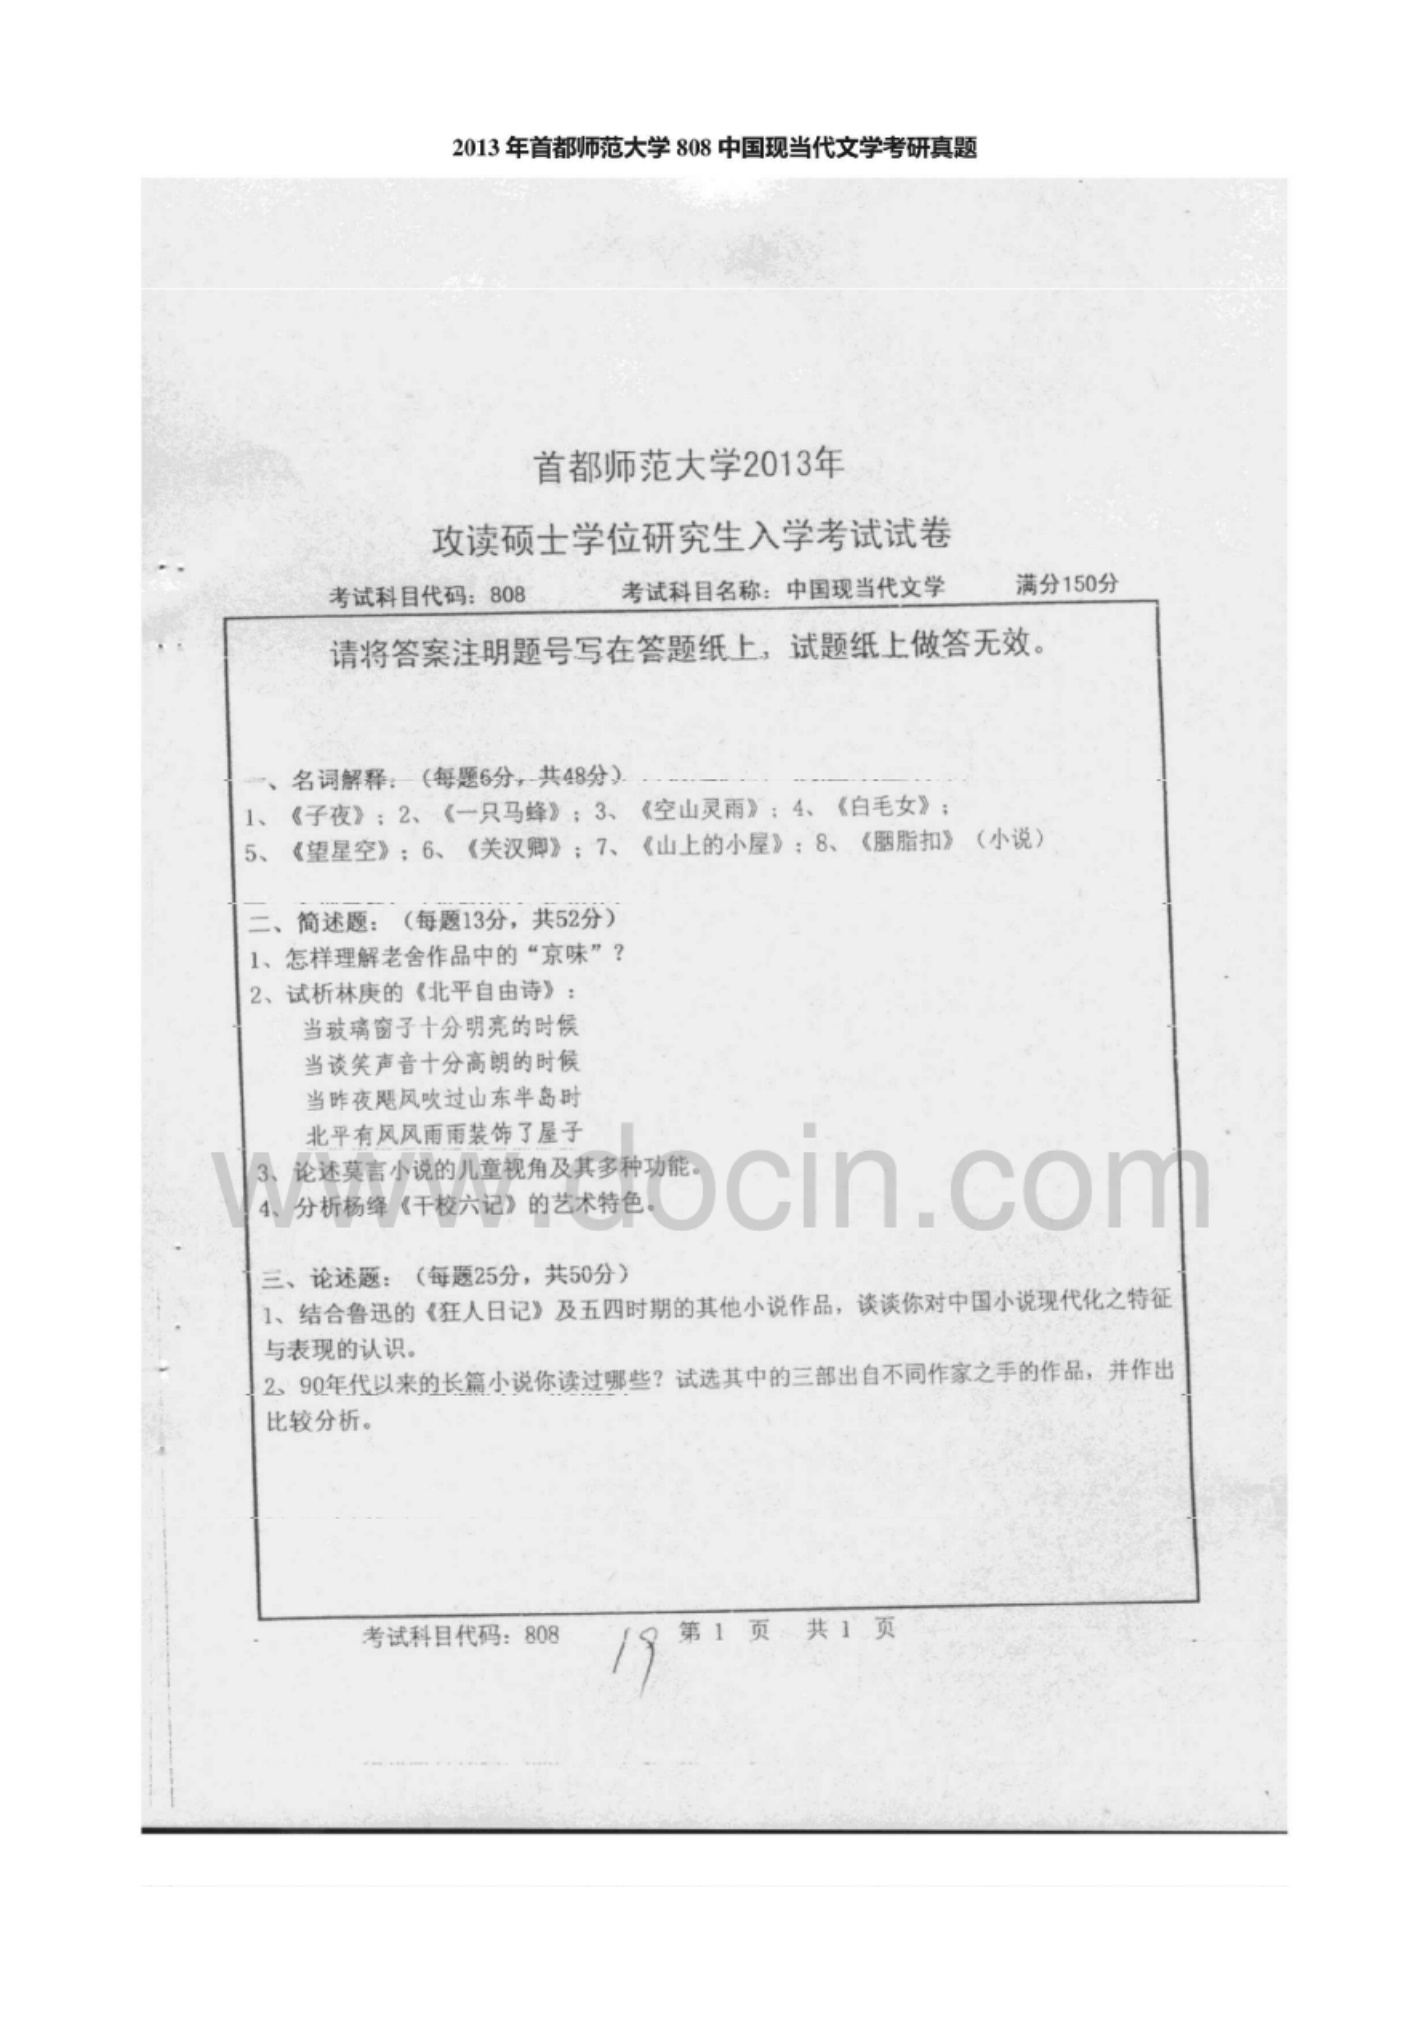 2013 年首都师范大学 808 中国现当代文学考研真题
首都师范大学2013年
攻读硕士学位研究生入学考试试卷
考试科目代码：808 考试科目名称：中国现当代文学 满分150分
请将答案注明题号写在答题纸上，试题纸上做答无效。
一、名词解释：（每题6分，共48分）
1、《子夜》；2、《一只马蜂》；3、《空山灵雨》；4、《白毛女》；
5、《望星空》；6、《关汉卿》；7、《山上的小屋》；8、《胭脂扣》（小说）
二、简述题：（每题13分，共52分）
1、怎样理解老舍作品中的“京味”？
2、试析林庚的《北平自由诗》：
当玻璃窗子十分明亮的时候
当谈笑声音十分高朗的时候
当昨夜飓风吹过山东半岛时
北平有风风雨雨装饰了屋子
3、论述莫言小说的儿童视角及其多种功能。
4、分析杨绛《干校六记》的艺术特色。
www.docin.com
三、论述题：（每题25分，共50分）
1、结合鲁迅的《狂人日记》及五四时期的其他小说作品，谈谈你对中国小说现代化之特征
与表现的认识。
2、90年代以来的长篇小说你读过哪些？试选其中的三部出自不同作家之手的作品，并作出
比较分析。
考试科目代码：808 19 第 1 页 共 1 页